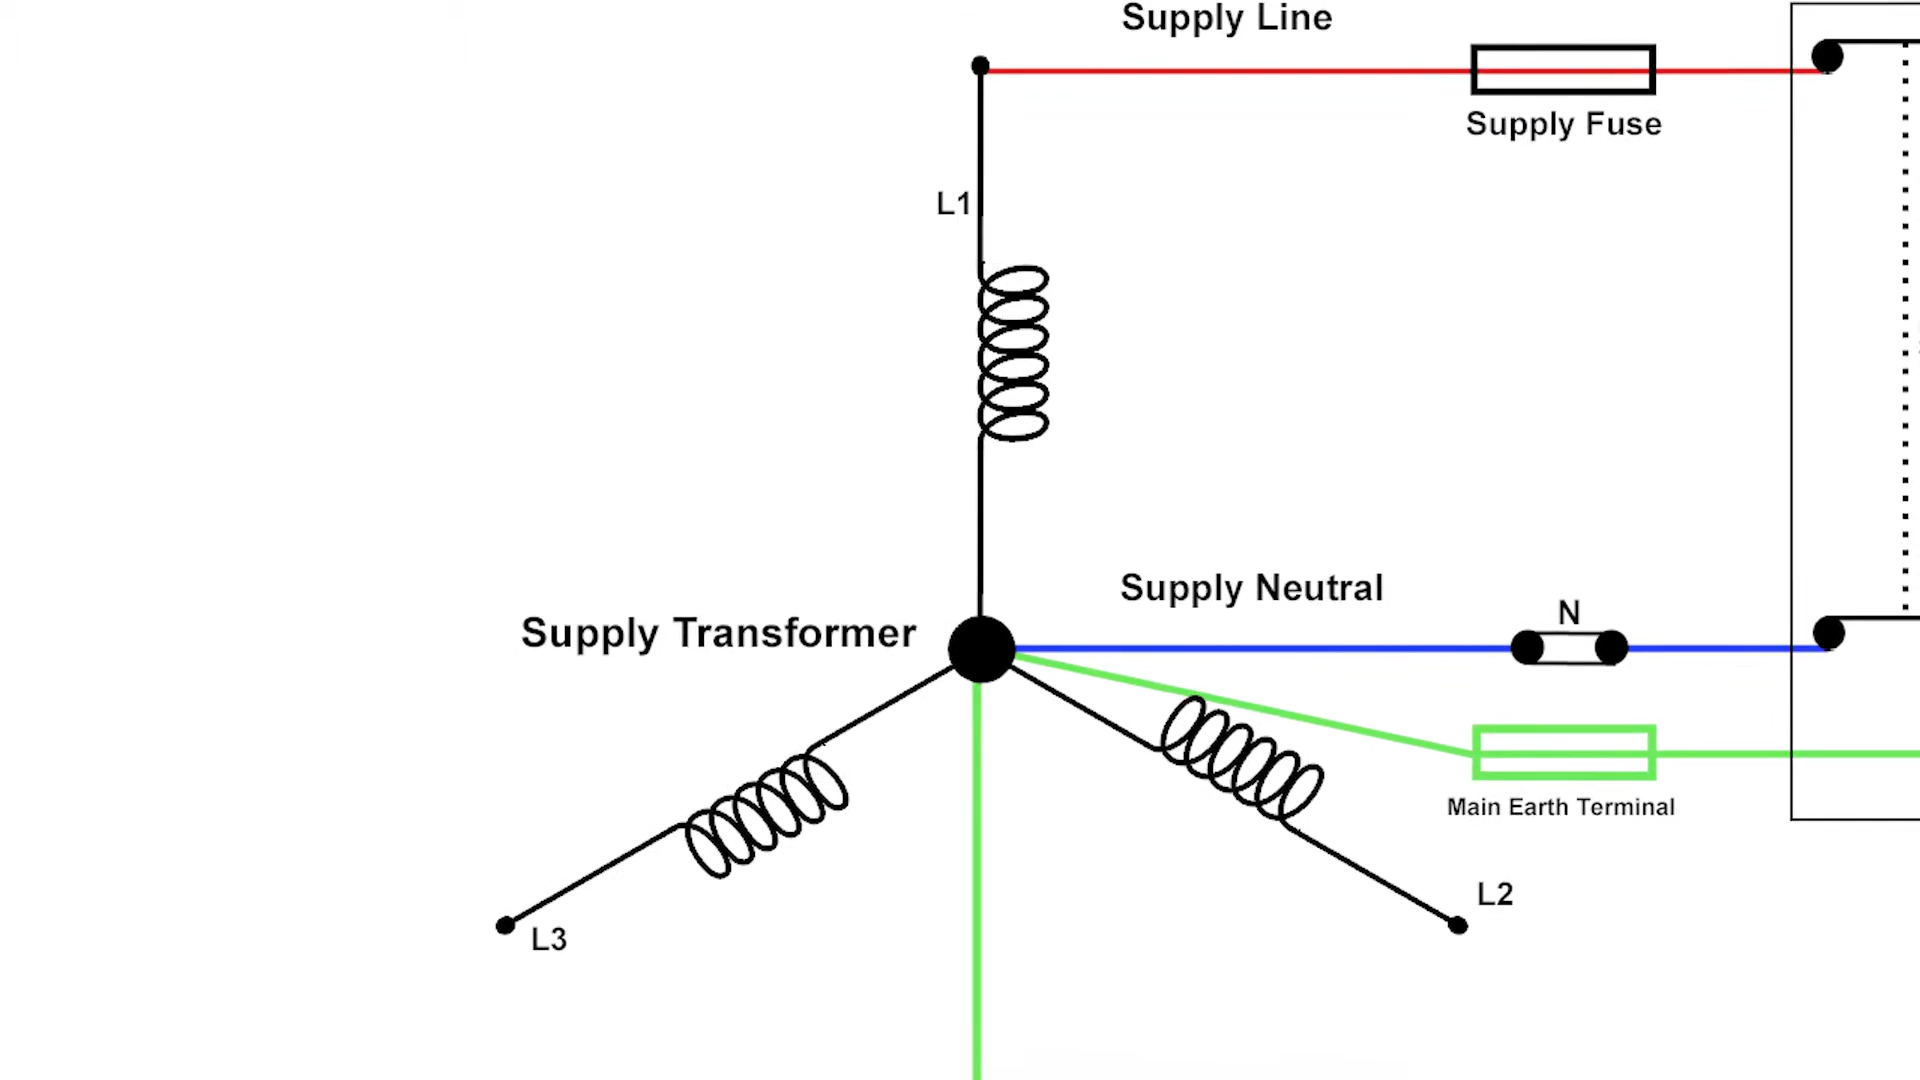 Supply Line
Supply Fuse
L1
Supply Neutral
N
Supply Transformer
Main Earth Terminal
L2
L3